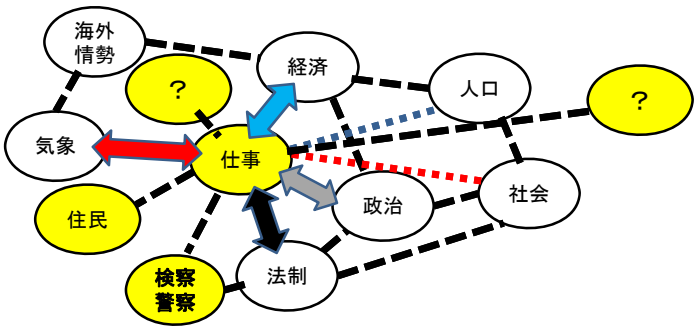 海外
情勢
経済
人口
?
?
気象
仕事
住民
政治
社会
検察
警察
法制